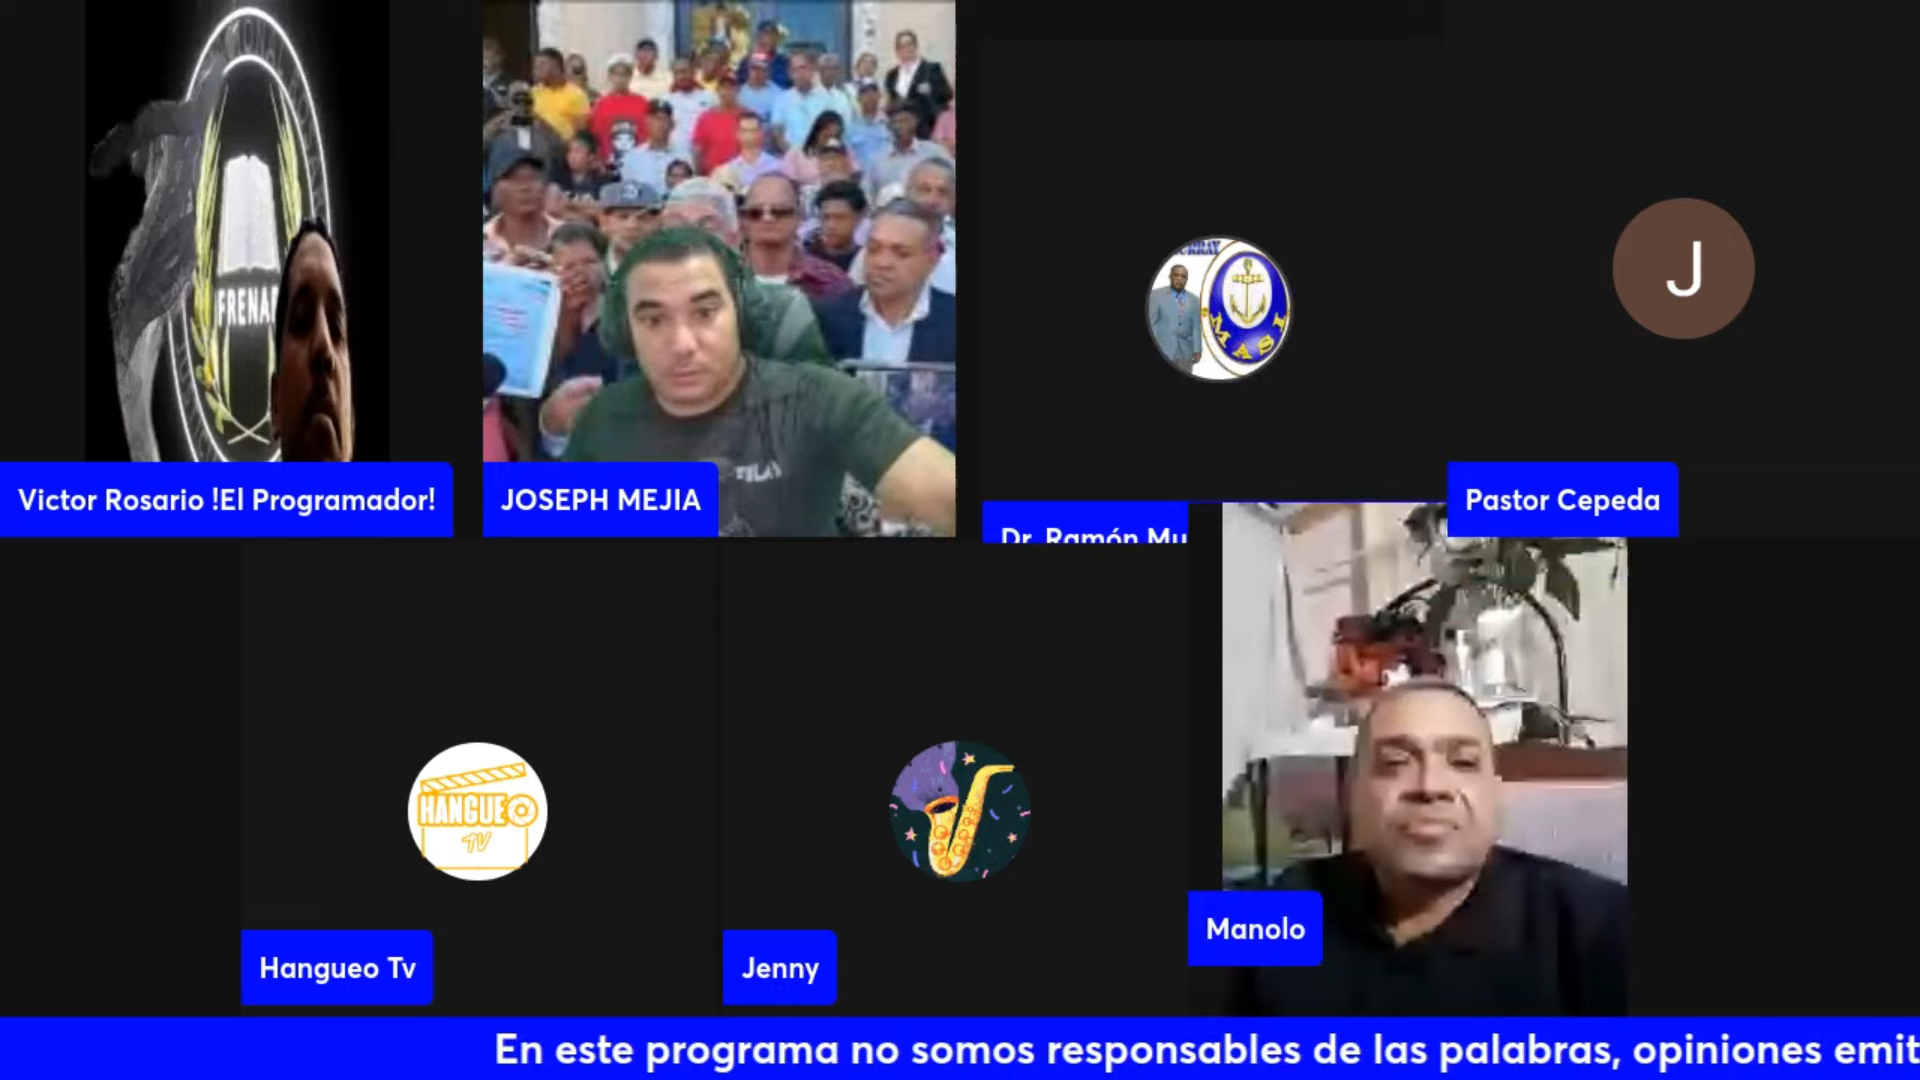 FRENA
Victor Rosario !El Programador!
JOSEPH MEJIA
MASI
Dr. Ramón Mu
J
Pastor Cepeda
HANGUEO
TV
Hangueo Tv
Jenny
Manolo
En este programa no somos responsables de las palabras, opiniones emit